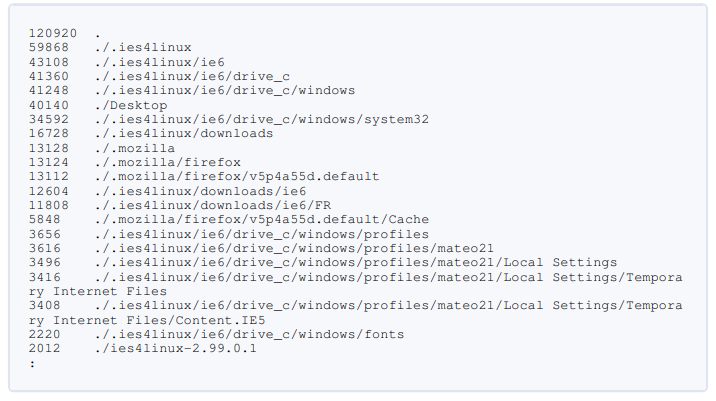 120920  .
59868   ./.ies4linux
43108   ./.ies4linux/ie6
41360   ./.ies4linux/ie6/drive_c
41248   ./.ies4linux/ie6/drive_c/windows
40140   ./Desktop
34592   ./.ies4linux/ie6/drive_c/windows/system32
16728   ./.ies4linux/downloads
13128   ./.mozilla
13124   ./.mozilla/firefox
13112   ./.mozilla/firefox/v5p4a55d.default
12604   ./.ies4linux/downloads/ie6
11808   ./.ies4linux/downloads/ie6/FR
5848    ./.mozilla/firefox/v5p4a55d.default/Cache
3656    ./.ies4linux/ie6/drive_c/windows/profiles
3616    ./.ies4linux/ie6/drive_c/windows/profiles/mateo21
3496    ./.ies4linux/ie6/drive_c/windows/profiles/mateo21/Local Settings
3416    ./.ies4linux/ie6/drive_c/windows/profiles/mateo21/Local Settings/Tempora
ry Internet Files
3408    ./.ies4linux/ie6/drive_c/windows/profiles/mateo21/Local Settings/Tempora
ry Internet Files/Content.IE5
2220    ./.ies4linux/ie6/drive_c/windows/fonts
2012    ./ies4linux-2.99.0.1
: